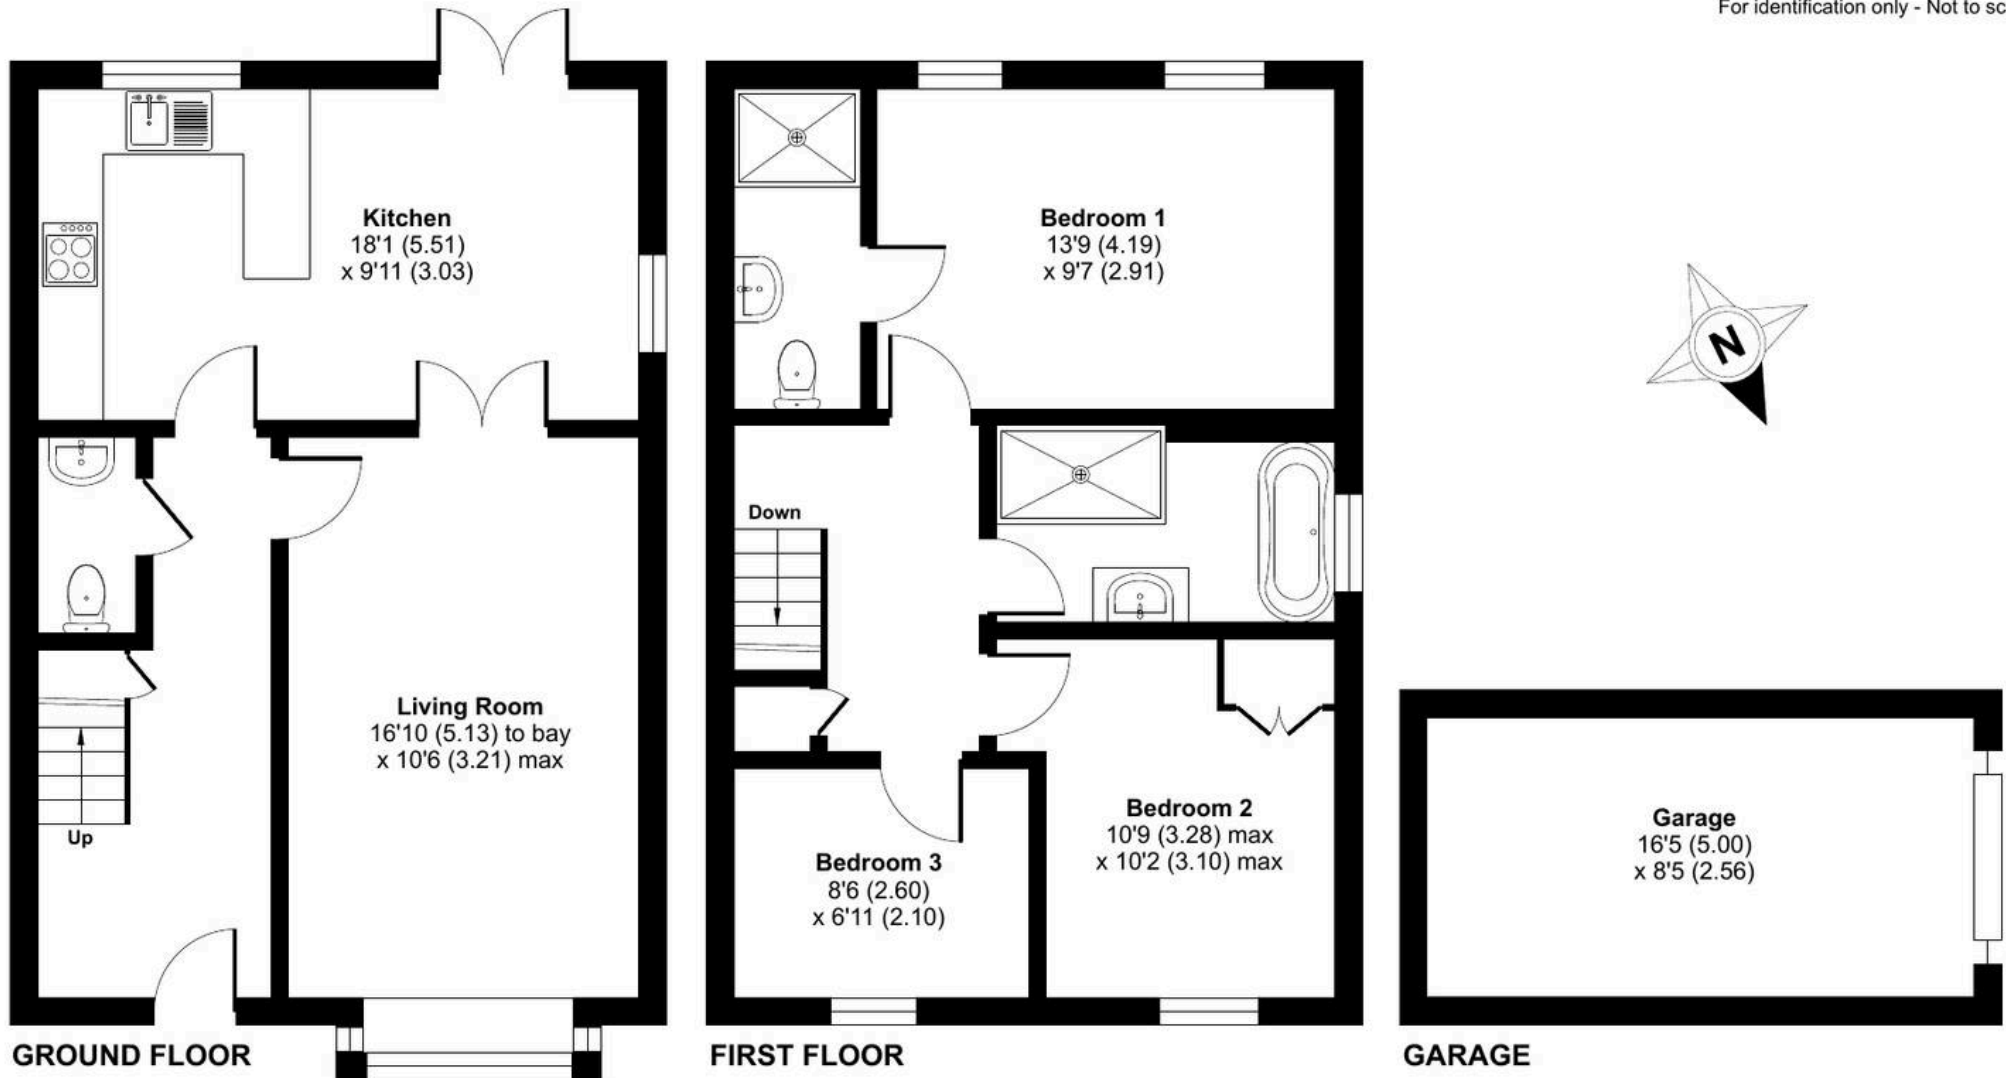 For identification only - Not to sc
Kitchen
18'1 (5.51)
x 9'11 (3.03)
Living Room
16'10 (5.13) to bay
x 10'6 (3.21) max
Up
GROUND FLOOR
Bedroom 1
13'9 (4.19)
x 9'7 (2.91)
Down
Bedroom 2
10'9 (3.28) max
x 10'2 (3.10) max
Bedroom 3
8'6 (2.60)
x 6'11 (2.10)
FIRST FLOOR
N
Garage
16'5 (5.00)
x 8'5 (2.56)
GARAGE